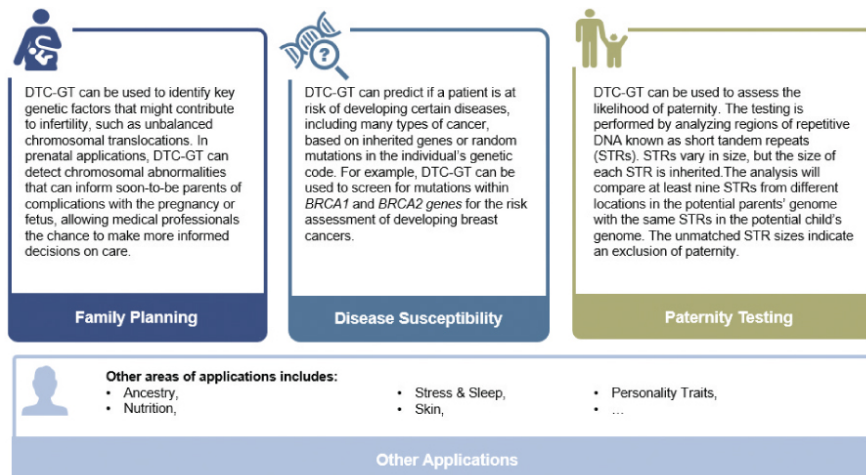 DTC-GT can be used to identify key
genetic factors that might contribute
to infertility, such as unbalanced
chromosomal translocations. In
prenatal applications, DTC-GT can
detect chromosomal abnormalities
that can inform soon-to-be parents of
complications with the pregnancy or
fetus, allowing medical professionals
the chance to make more informed
decisions on care.
Family Planning
?
DTC-GT can predict if a patient is at
risk of developing certain diseases,
including many types of cancer,
based on inherited genes or random
mutations in the individual's genetic
code. For example, DTC-GT can be
used to screen for mutations within
BRCA1 and BRCA2 genes for the risk
assessment of developing breast
cancers.
Disease Susceptibility
DTC-GT can be used to assess the
likelihood of paternity. The testing is
performed by analyzing regions of repetitive
DNA known as short tandem repeats
(STRs). STRs vary in size, but the size of
each STR is inherited.The analysis will
compare at least nine STRs from different
locations in the potential parents' genome
with the same STRs in the potential child's
genome. The unmatched STR sizes indicate
an exclusion of paternity.
Paternity Testing
Other areas of applications includes:
• Ancestry,
• Nutrition,
• Stress & Sleep,
• Skin,
• Personality Traits,
• ...
Other Applications